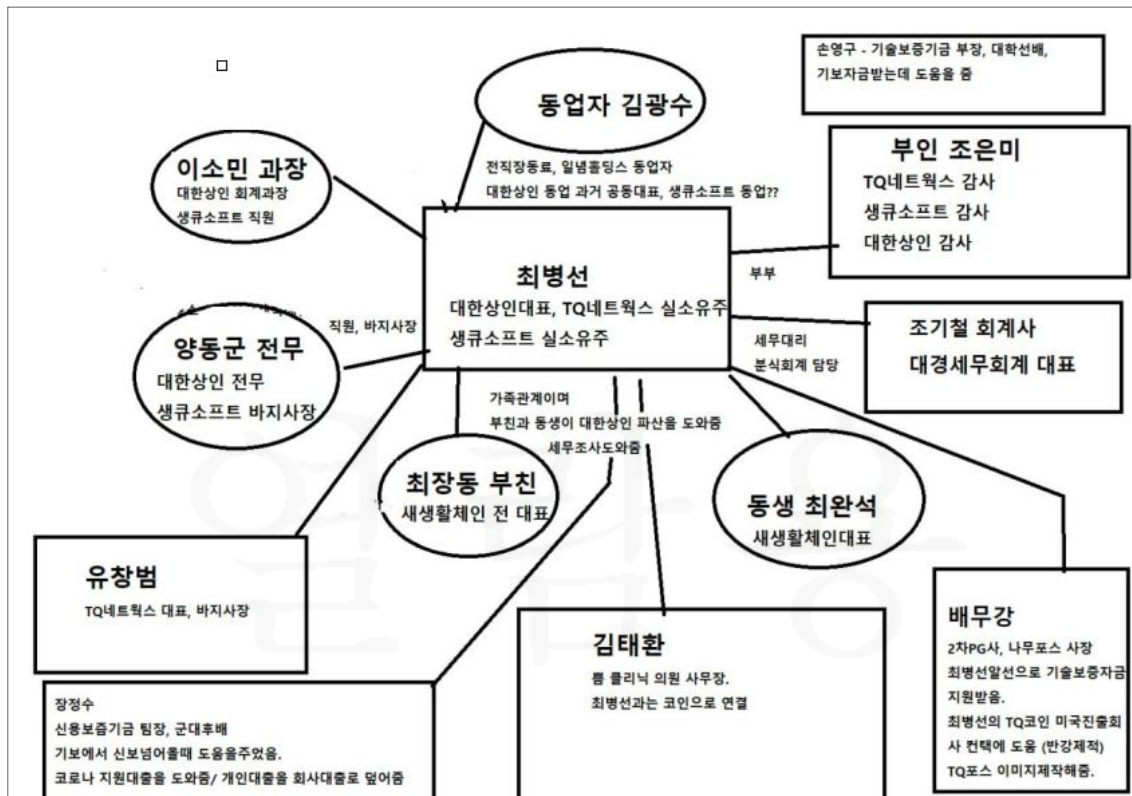 손영구 - 기술보증기금 부장, 대학선배,
기보자금받는데 도움을 줌
동업자 김광수
전직장동료, 일념홀딩스 동업자
대한상인 동업 과거 공동대표, 생큐소프트 동업??
이소민 과장
대한상인 회계과장
생큐소프트 직원
부인 조은미
TQ네트웍스 감사
생큐소프트 감사
대한상인 감사
부부
최병선
대한상인대표, TQ네트웍스 실소유주
생큐소프트 실소유주
직원, 바지사장
양동군 전무
대한상인 전무
생큐소프트 바지사장
세무대리
분식회계 담당
조기철 회계사
대경세무회계 대표
가족관계이며
부친과 동생이 대한상인 파산을 도와줌
세무조사도와줌
최장동 부친
새생활체인 전 대표
동생 최완석
새생활체인대표
유창범
TQ네트웍스 대표, 바지사장
장정수
신용보증기금 팀장, 군대후배
기보에서 신보넘어올때 도움을주었음.
코로나 지원대출을 도와줌/ 개인대출을 회사대출로 덮어줌
김태환
쁨 클리닉 의원 사무장.
최병선과는 코인으로 연결
배무강
2차PG사, 나무포스 사장
최병선알선으로 기술보증자금
지원받음.
최병선의 TQ코인 미국진출회
사 컨택에 도움 (반강제적)
TQ포스 이미지제작해줌.
열람용